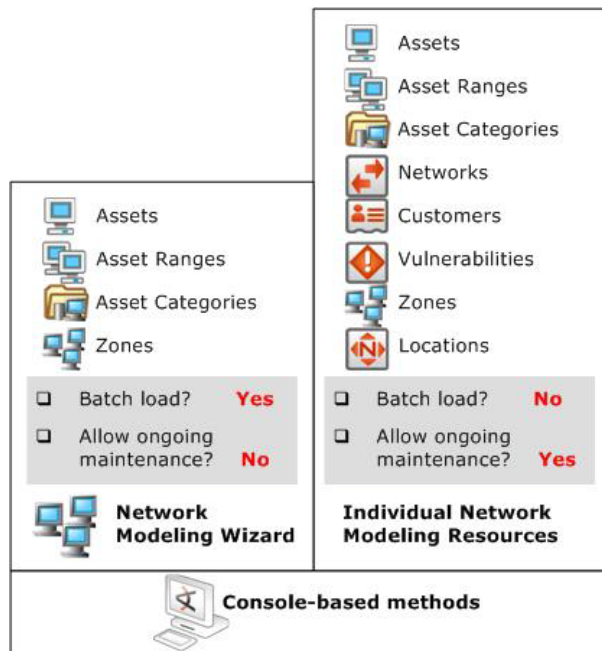 Assets
Asset Ranges
Asset Categories
Zones
Batch load? Yes
Allow ongoing
maintenance? No
Network
Modeling Wizard
Assets
Asset Ranges
Asset Categories
Networks
Customers
Vulnerabilities
Zones
Locations
Batch load? No
Allow ongoing
maintenance? Yes
Individual Network
Modeling Resources
Console-based methods